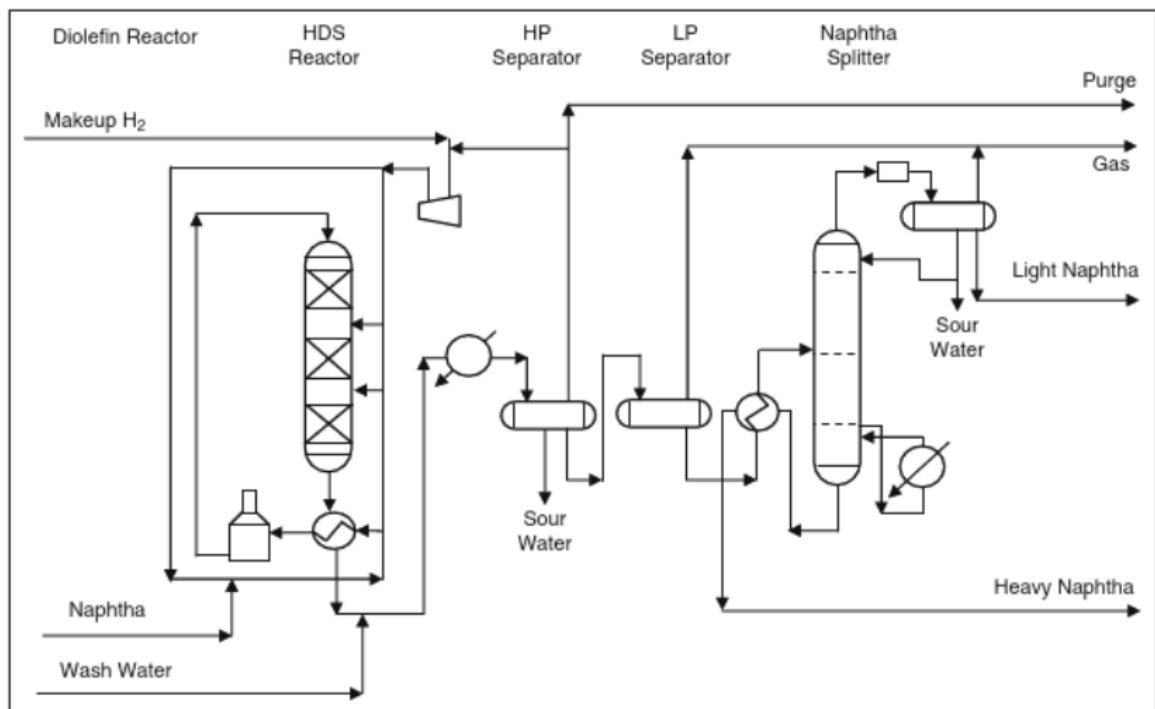 Diolefin Reactor
HDS
Reactor
HP
Separator
LP
Separator
Naphtha
Splitter
Purge
Makeup H₂
Gas
Light Naphtha
Sour
Water
Sour
Water
Heavy Naphtha
Naphtha
Wash Water